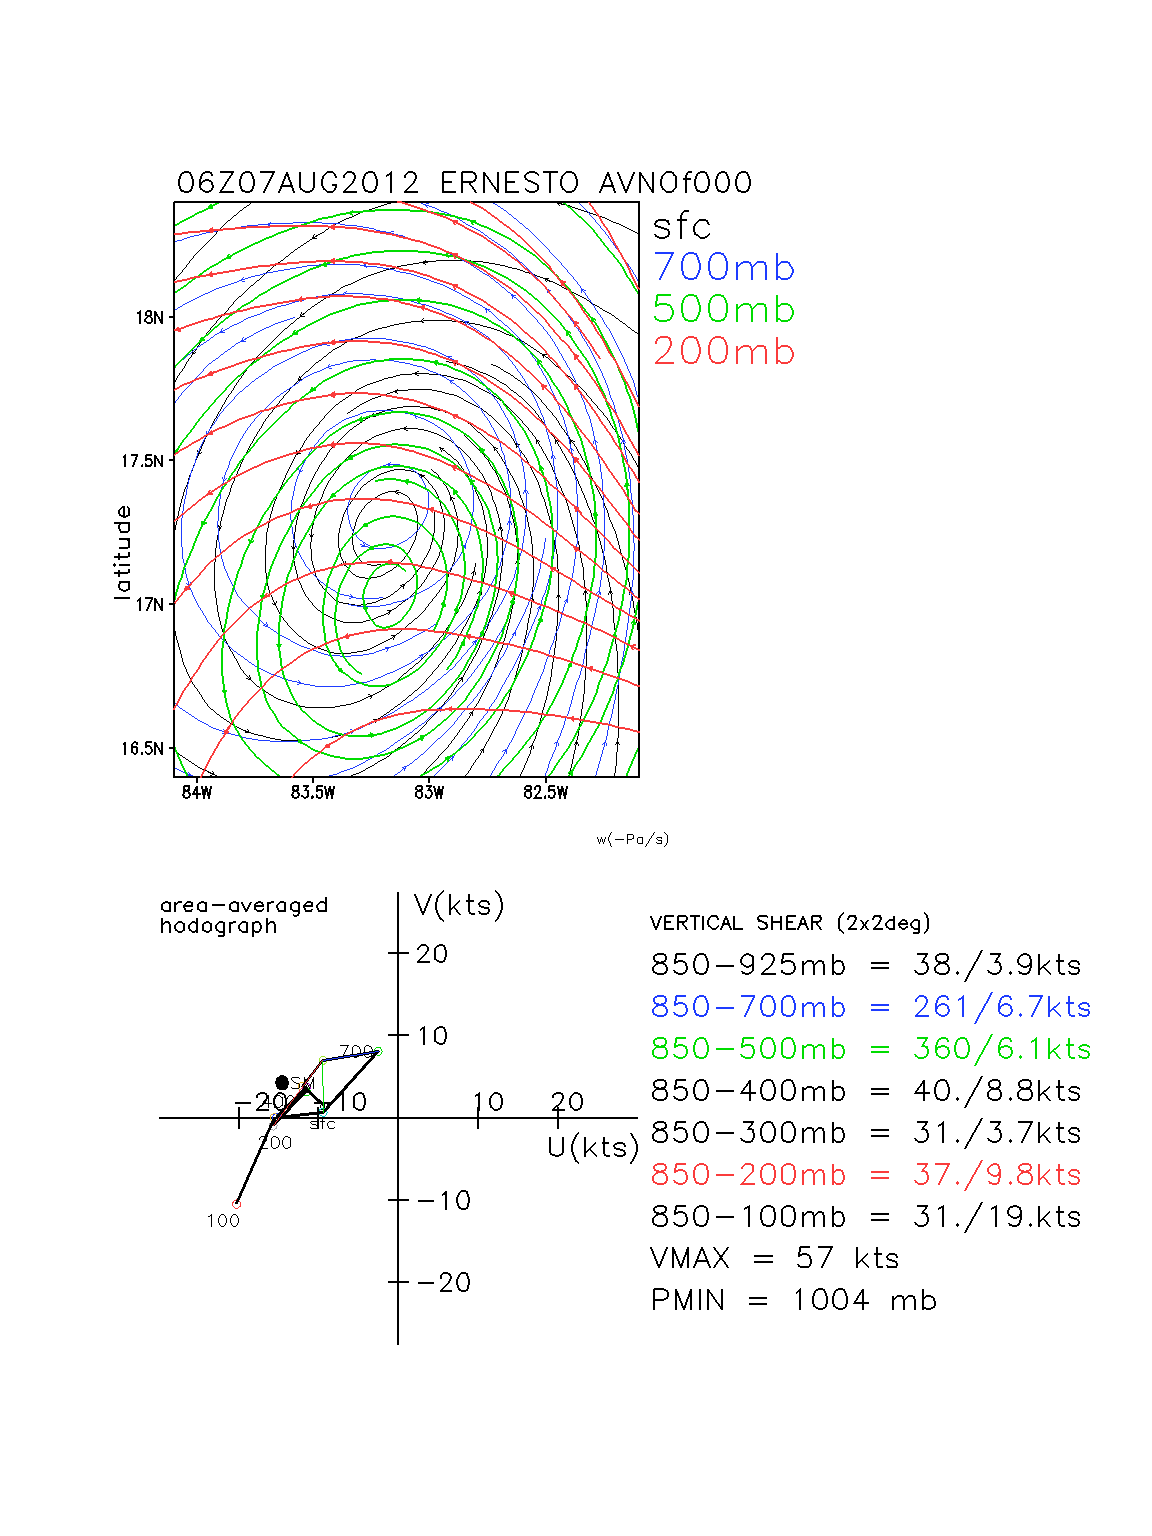 06Z07AUG2012 ERNESTO AVNOf000
sfc
700mb
500mb
200mb
latitude
18N
17.5N
17N
16.5N
84W
83.5W
83W
82.5W
w(-Pa/s)
area-averaged
hodograph
V(kts)
20
10
-20
-10
10
20
U(kts)
-10
-20
700
SM
sfc
200
100
VERTICAL SHEAR (2x2deg)
850-925mb = 38./3.9kts
850-700mb = 261/6.7kts
850-500mb = 360/6.1kts
850-400mb = 40./8.8kts
850-300mb = 31./3.7kts
850-200mb = 37./9.8kts
850-100mb = 31./19.kts
VMAX = 57 kts
PMIN = 1004 mb